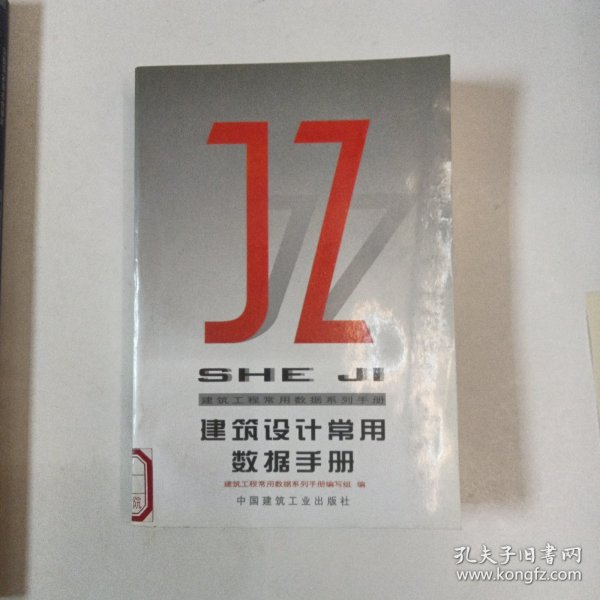 JZ
SHE JI
建筑工程常用数据系列手册
建筑设计常用
数据手册
建筑工程常用数据系列手册编写组 编
中国建筑工业出版社
院
孔夫子旧书网
www.kongfz.com